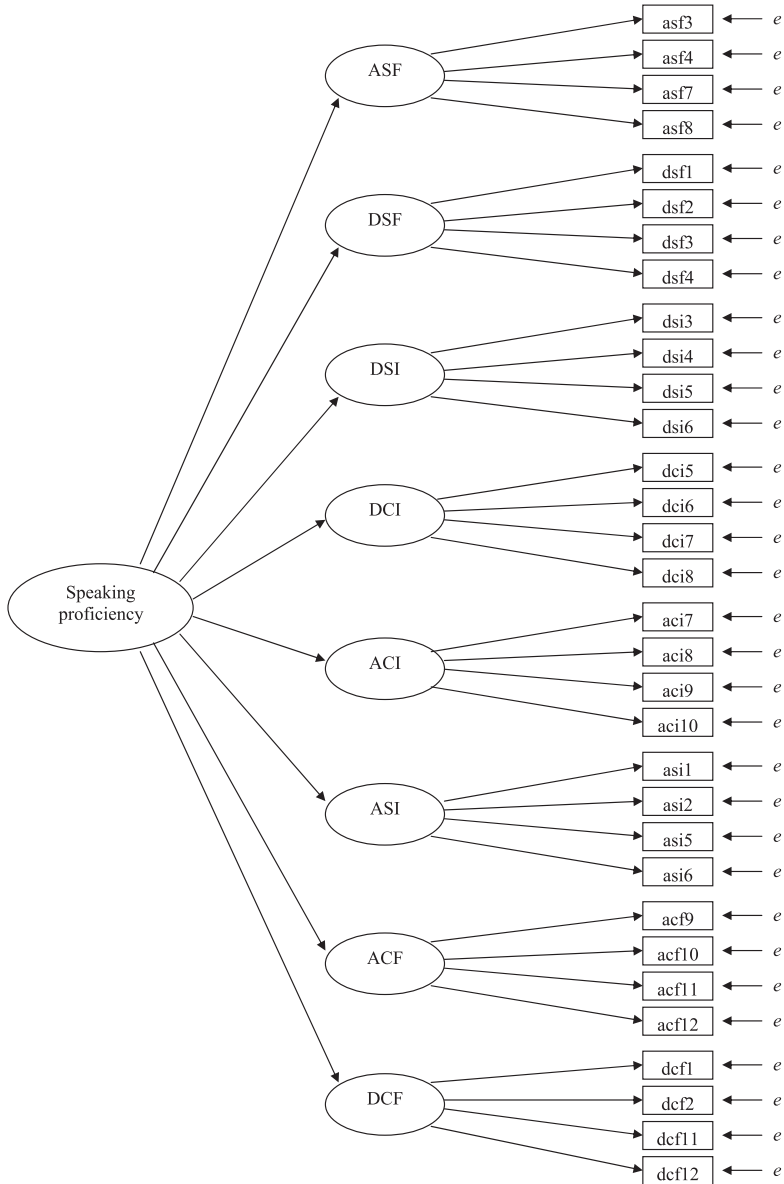 asf3 e
ASF
asf4 e
asf7 e
asf8 e
dsf1 e
DSF
dsf2 e
dsf3 e
dsf4 e
dsi3 e
DSI
dsi4 e
dsi5 e
dsi6 e
dci5 e
DCI
dci6 e
dci7 e
dci8 e
Speaking
proficiency
aci7 e
ACI
aci8 e
aci9 e
aci10 e
asi1 e
ASI
asi2 e
asi5 e
asi6 e
acf9 e
ACF
acf10 e
acf11 e
acf12 e
dcf1 e
DCF
dcf2 e
dcf11 e
dcf12 e